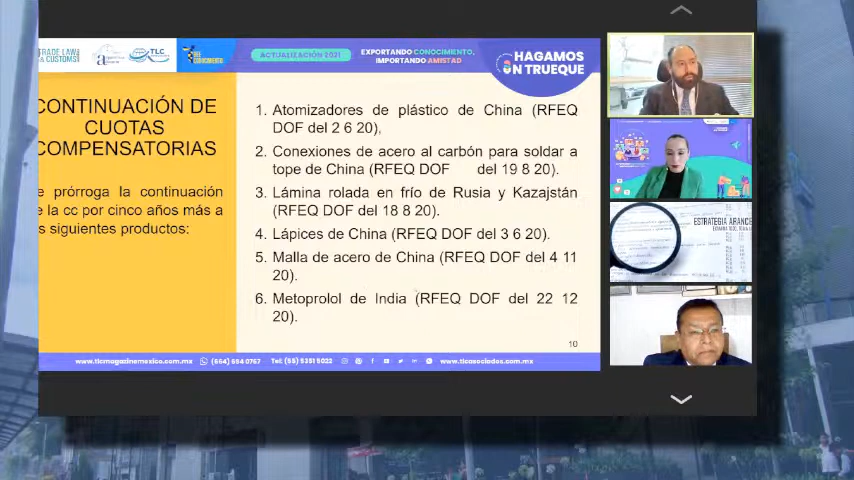 TRADE LAW
& CUSTOMS
TLC
RED
CONOCIMIENTO
ACTUALIZACIÓN 2021
EXPORTANDO CONOCIMIENTO,
IMPORTANDO AMISTAD
HAGAMOS
UN TRUEQUE
CONTINUACIÓN DE
CUOTAS
COMPENSATORIAS
prórroga la continuación
la cc por cinco años más a
siguientes productos:
1. Atomizadores de plástico de China (RFEQ
DOF del 2 6 20),
2. Conexiones de acero al carbón para soldar a
tope de China (RFEQ DOF del 19 8 20).
3. Lámina rolada en frío de Rusia y Kazajstán
(RFEQ DOF del 18 8 20).
4. Lápices de China (RFEQ DOF del 3 6 20).
5. Malla de acero de China (RFEQ DOF del 4 11
20).
6. Metoprolol de India (RFEQ DOF del 22 12
20).
10
www.tlcmagazinemexico.com.mx (664) 654 0767 Tel: (55) 5351 5022 www.tlcasociados.com.mx
ESTRATEGIA ARANCE